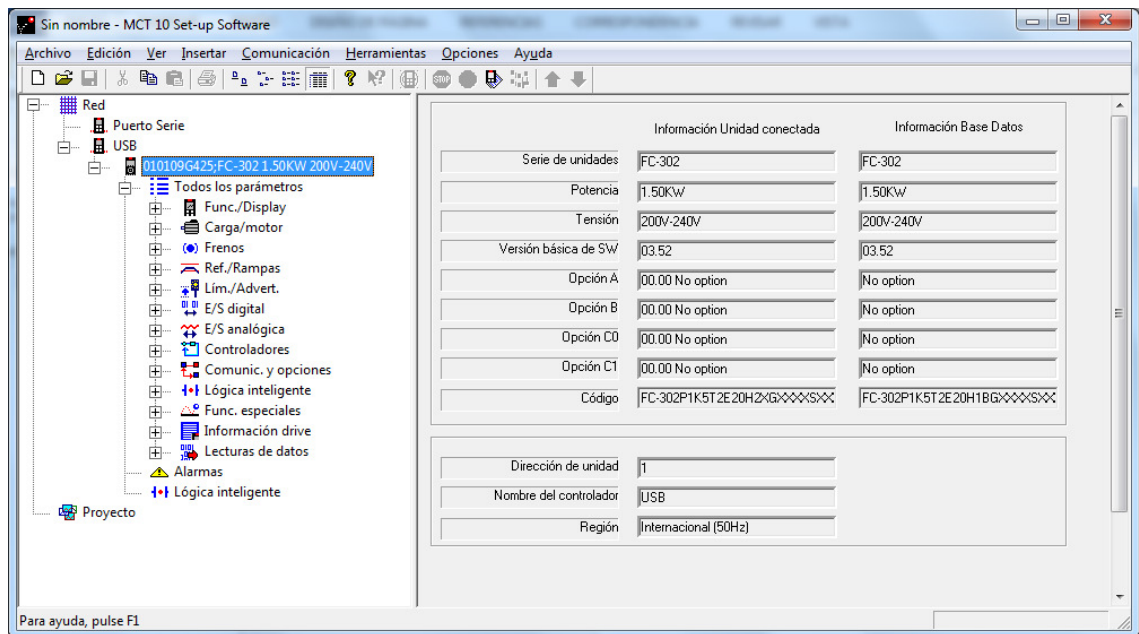 Sin nombre - MCT 10 Set-up Software
Archivo Edición Ver Insertar Comunicación Herramientas Opciones Ayuda
Red
Puerto Serie
USB
010109G425;FC-302 1.50KW 200V-240V
Todos los parámetros
Func./Display
Carga/motor
Frenos
Ref./Rampas
Lím./Advert.
E/S digital
E/S analógica
Controladores
Comunic. y opciones
Lógica inteligente
Func. especiales
Información drive
Lecturas de datos
Alarmas
Lógica inteligente
Proyecto
Información Unidad conectada Información Base Datos
Serie de unidades FC-302 FC-302
Potencia 1.50KW 1.50KW
Tensión 200V-240V 200V-240V
Versión básica de SW 03.52 03.52
Opción A 00.00 No option No option
Opción B 00.00 No option No option
Opción C0 00.00 No option No option
Opción C1 00.00 No option No option
Código FC-302P1K5T2E20H2XGXXXXSXX FC-302P1K5T2E20H1BGXXXXSXX
Dirección de unidad 1
Nombre del controlador USB
Región Internacional (50Hz)
Para ayuda, pulse F1